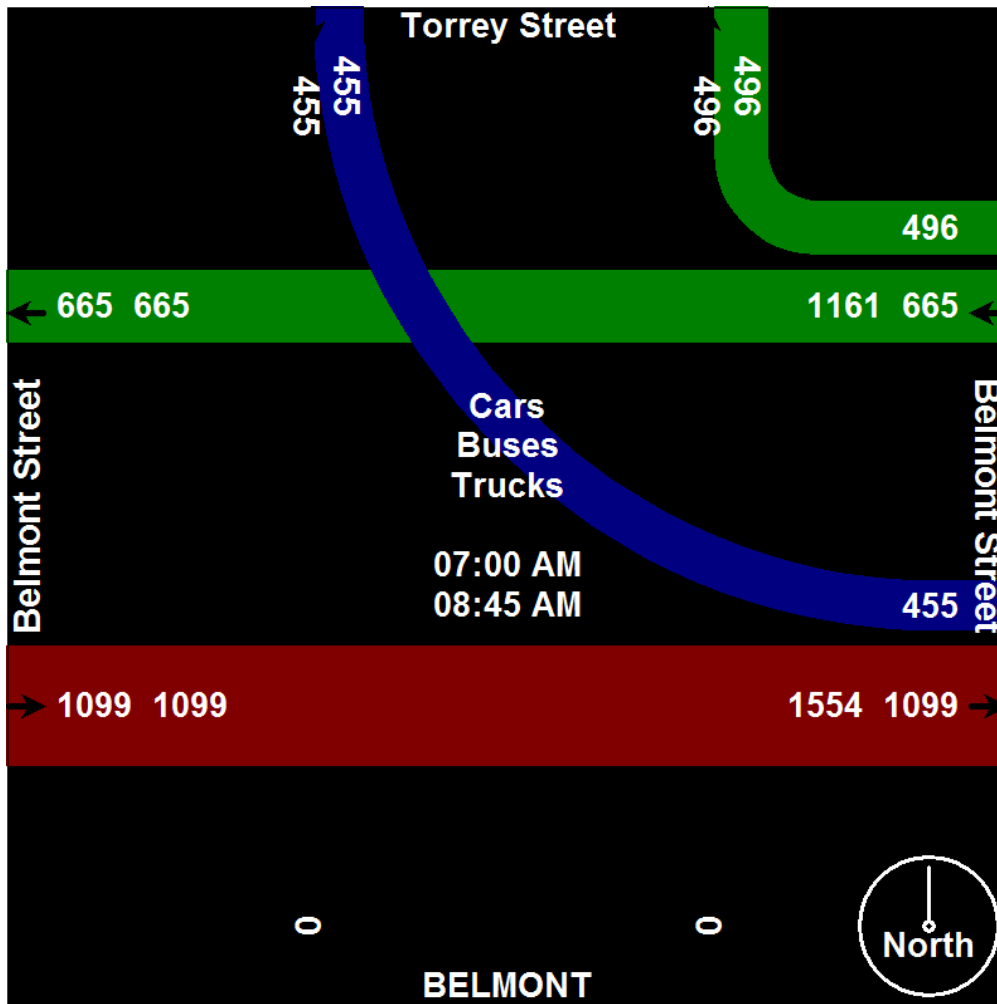 Torrey Street
455
455
496
496
496
665 665
1161 665
Belmont Street
Belmont Street
Cars
Buses
Trucks
07:00 AM
08:45 AM
455
1099 1099
1554 1099
0
0
North
BELMONT